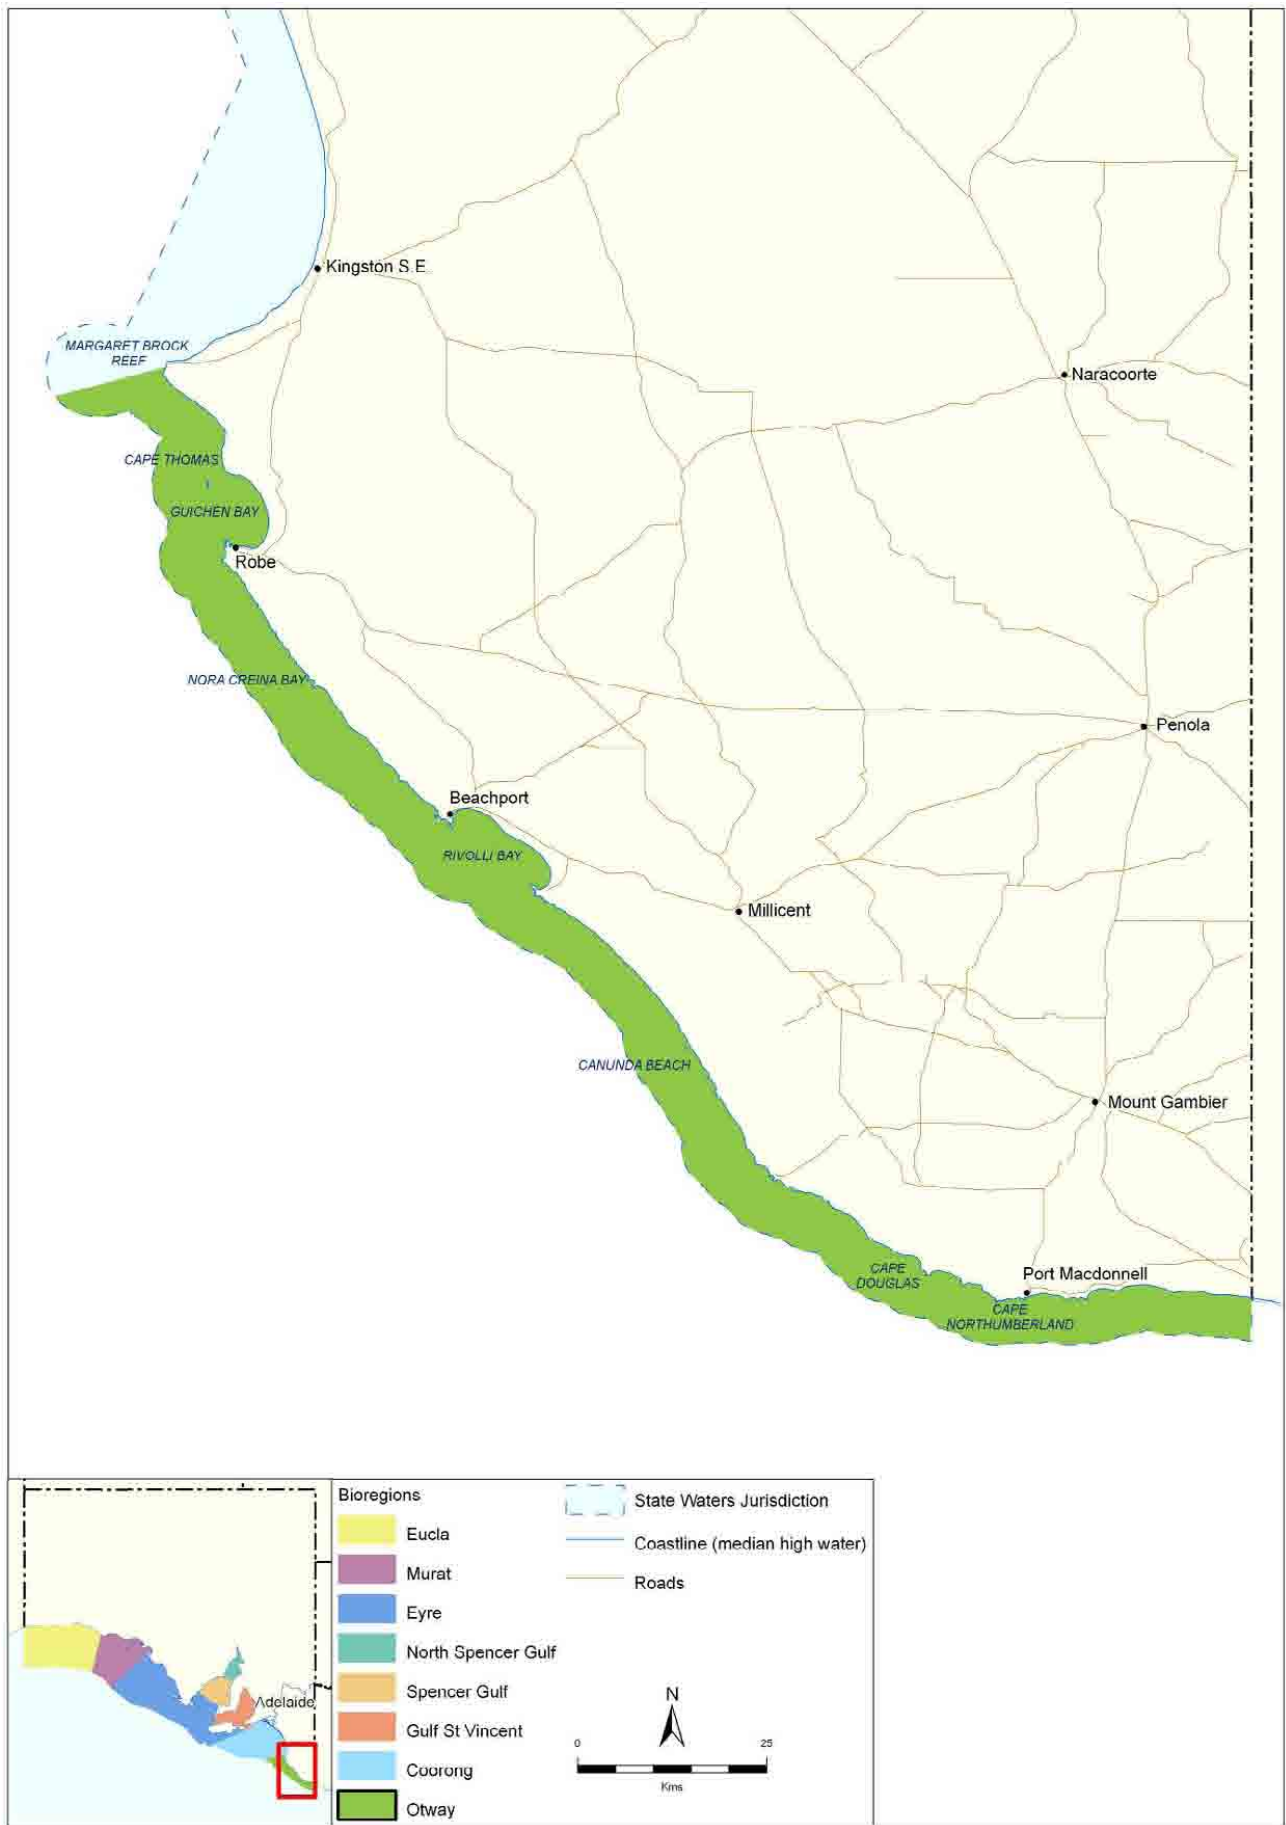 Kingston S.E.
MARGARET BROCK
REEF
Naracoorte
CAPE THOMAS
GUICHEN BAY
Robe
NORA CREINA BAY
Penola
Beachport
RIVOLLI BAY
Millicent
CANUNDA BEACH
Mount Gambier
CAPE
DOUGLAS
Port Macdonnell
CAPE
NORTHUMBERLAND
Adelaide
Bioregions
Eucla
Murat
Eyre
North Spencer Gulf
Spencer Gulf
Gulf St Vincent
Coorong
Otway
State Waters Jurisdiction
Coastline (median high water)
Roads
N
0 25
Kms